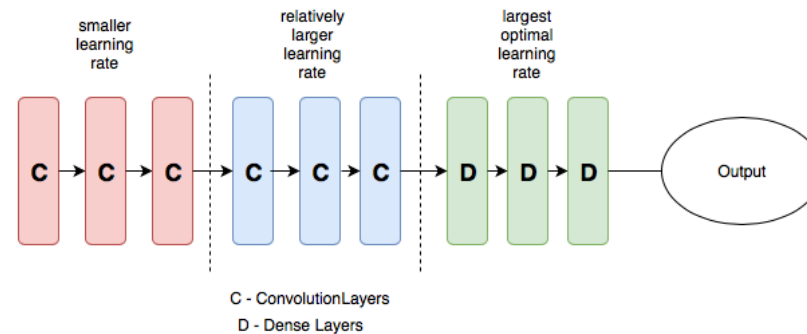 smaller
learning
rate
relatively
larger
learning
rate
largest
optimal
learning
rate
C
C
C
C
C
C
D
D
D
Output
C - ConvolutionLayers
D - Dense Layers